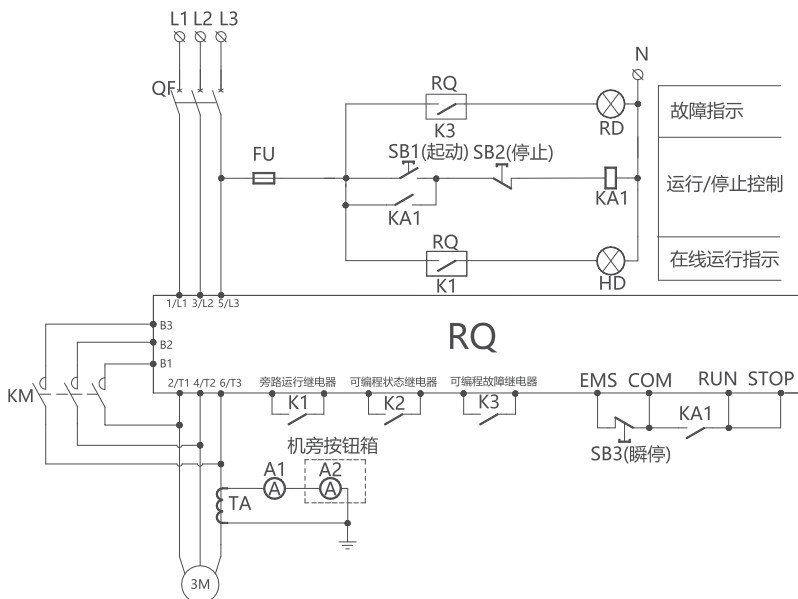 L1 L2 L3
N
QF
RQ
K3
RD
故障指示
FU
SB1(起动)
SB2(停止)
KA1
KA1
运行/停止控制
RQ
K1
HD
在线运行指示
1/L1 3/L2 5/L3
B3
B2
B1
RQ
KM
2/T1 4/T2 6/T3
旁路运行继电器
可编程状态继电器
可编程故障继电器
EMS COM RUN STOP
K1
K2
K3
KA1
SB3(瞬停)
机旁按钮箱
A1
A2
A
A
TA
3M